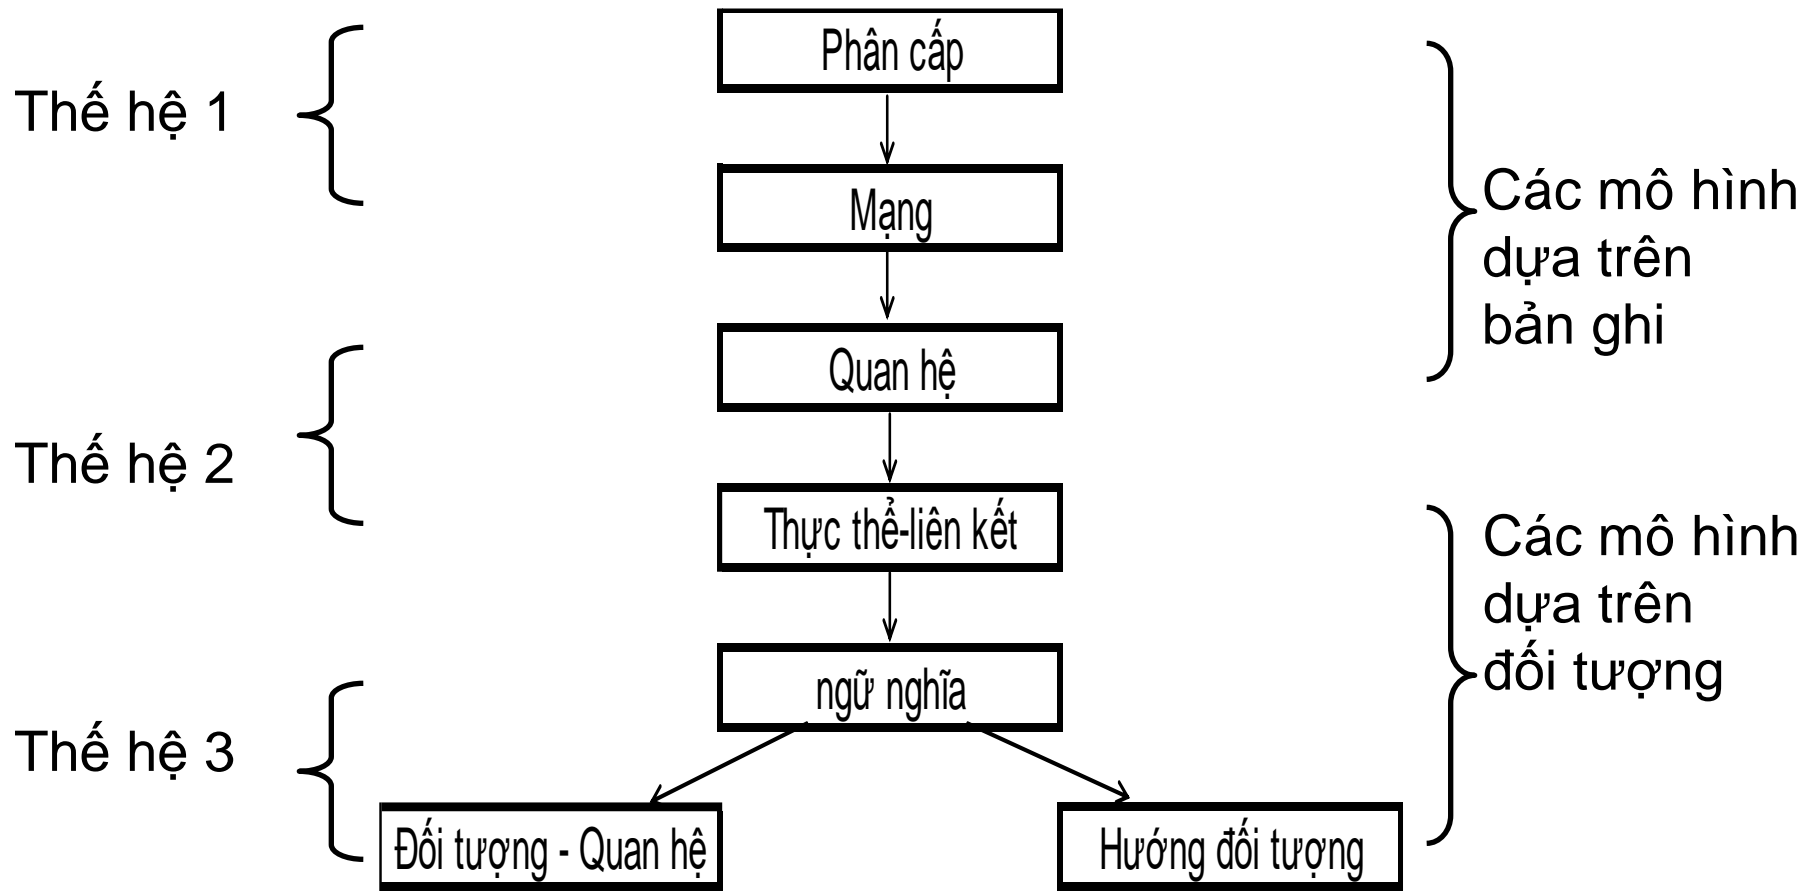 Phân cấp
Thế hệ 1
Mạng
Các mô hình
dựa trên
bản ghi
Quan hệ
Thế hệ 2
Thực thể-liên kết
Các mô hình
dựa trên
đối tượng
ngữ nghĩa
Thế hệ 3
Đối tượng - Quan hệ
Hướng đối tượng